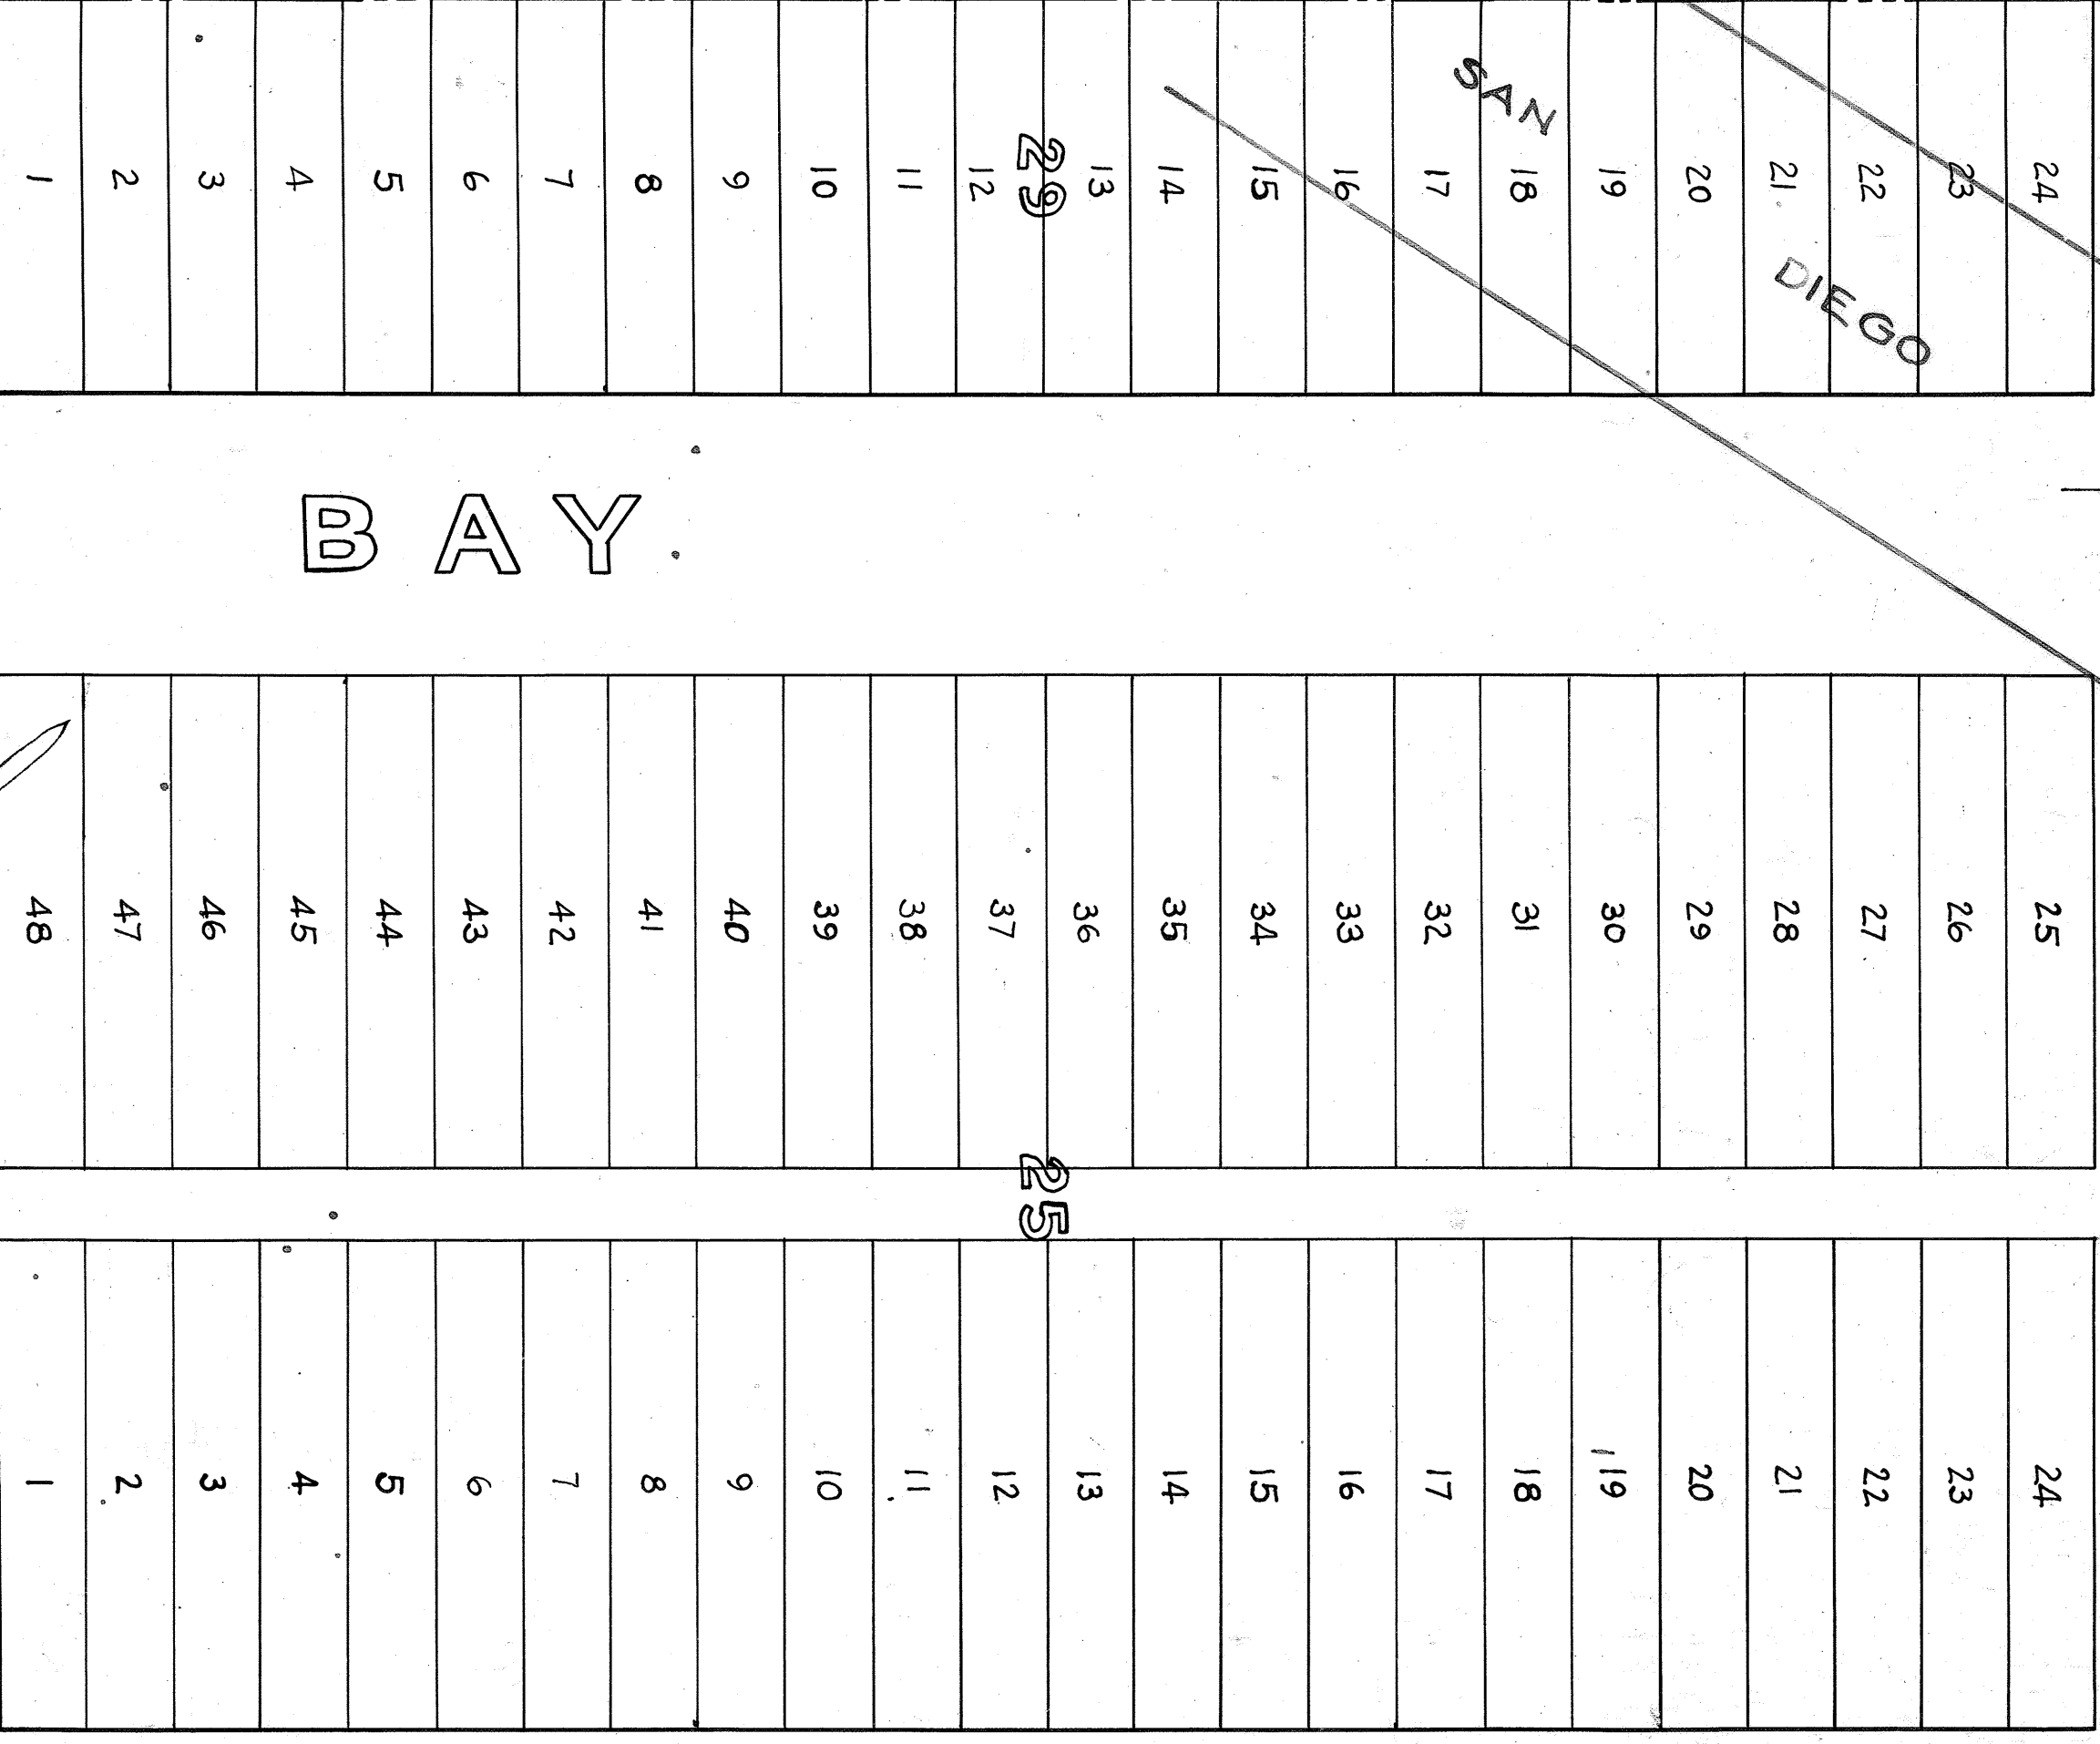 1 2 3 4 5 6 7 8 9 10 11 12 29 13 14 15 16 17 18 19 20 21 22 23 24
SAN
DIEGO
BAY
48 47 46 45 44 43 42 41 40 39 38 37 36 35 34 33 32 31 30 29 28 27 26 25
25
1 2 3 4 5 6 7 8 9 10 11 12 13 14 15 16 17 18 19 20 21 22 23 24